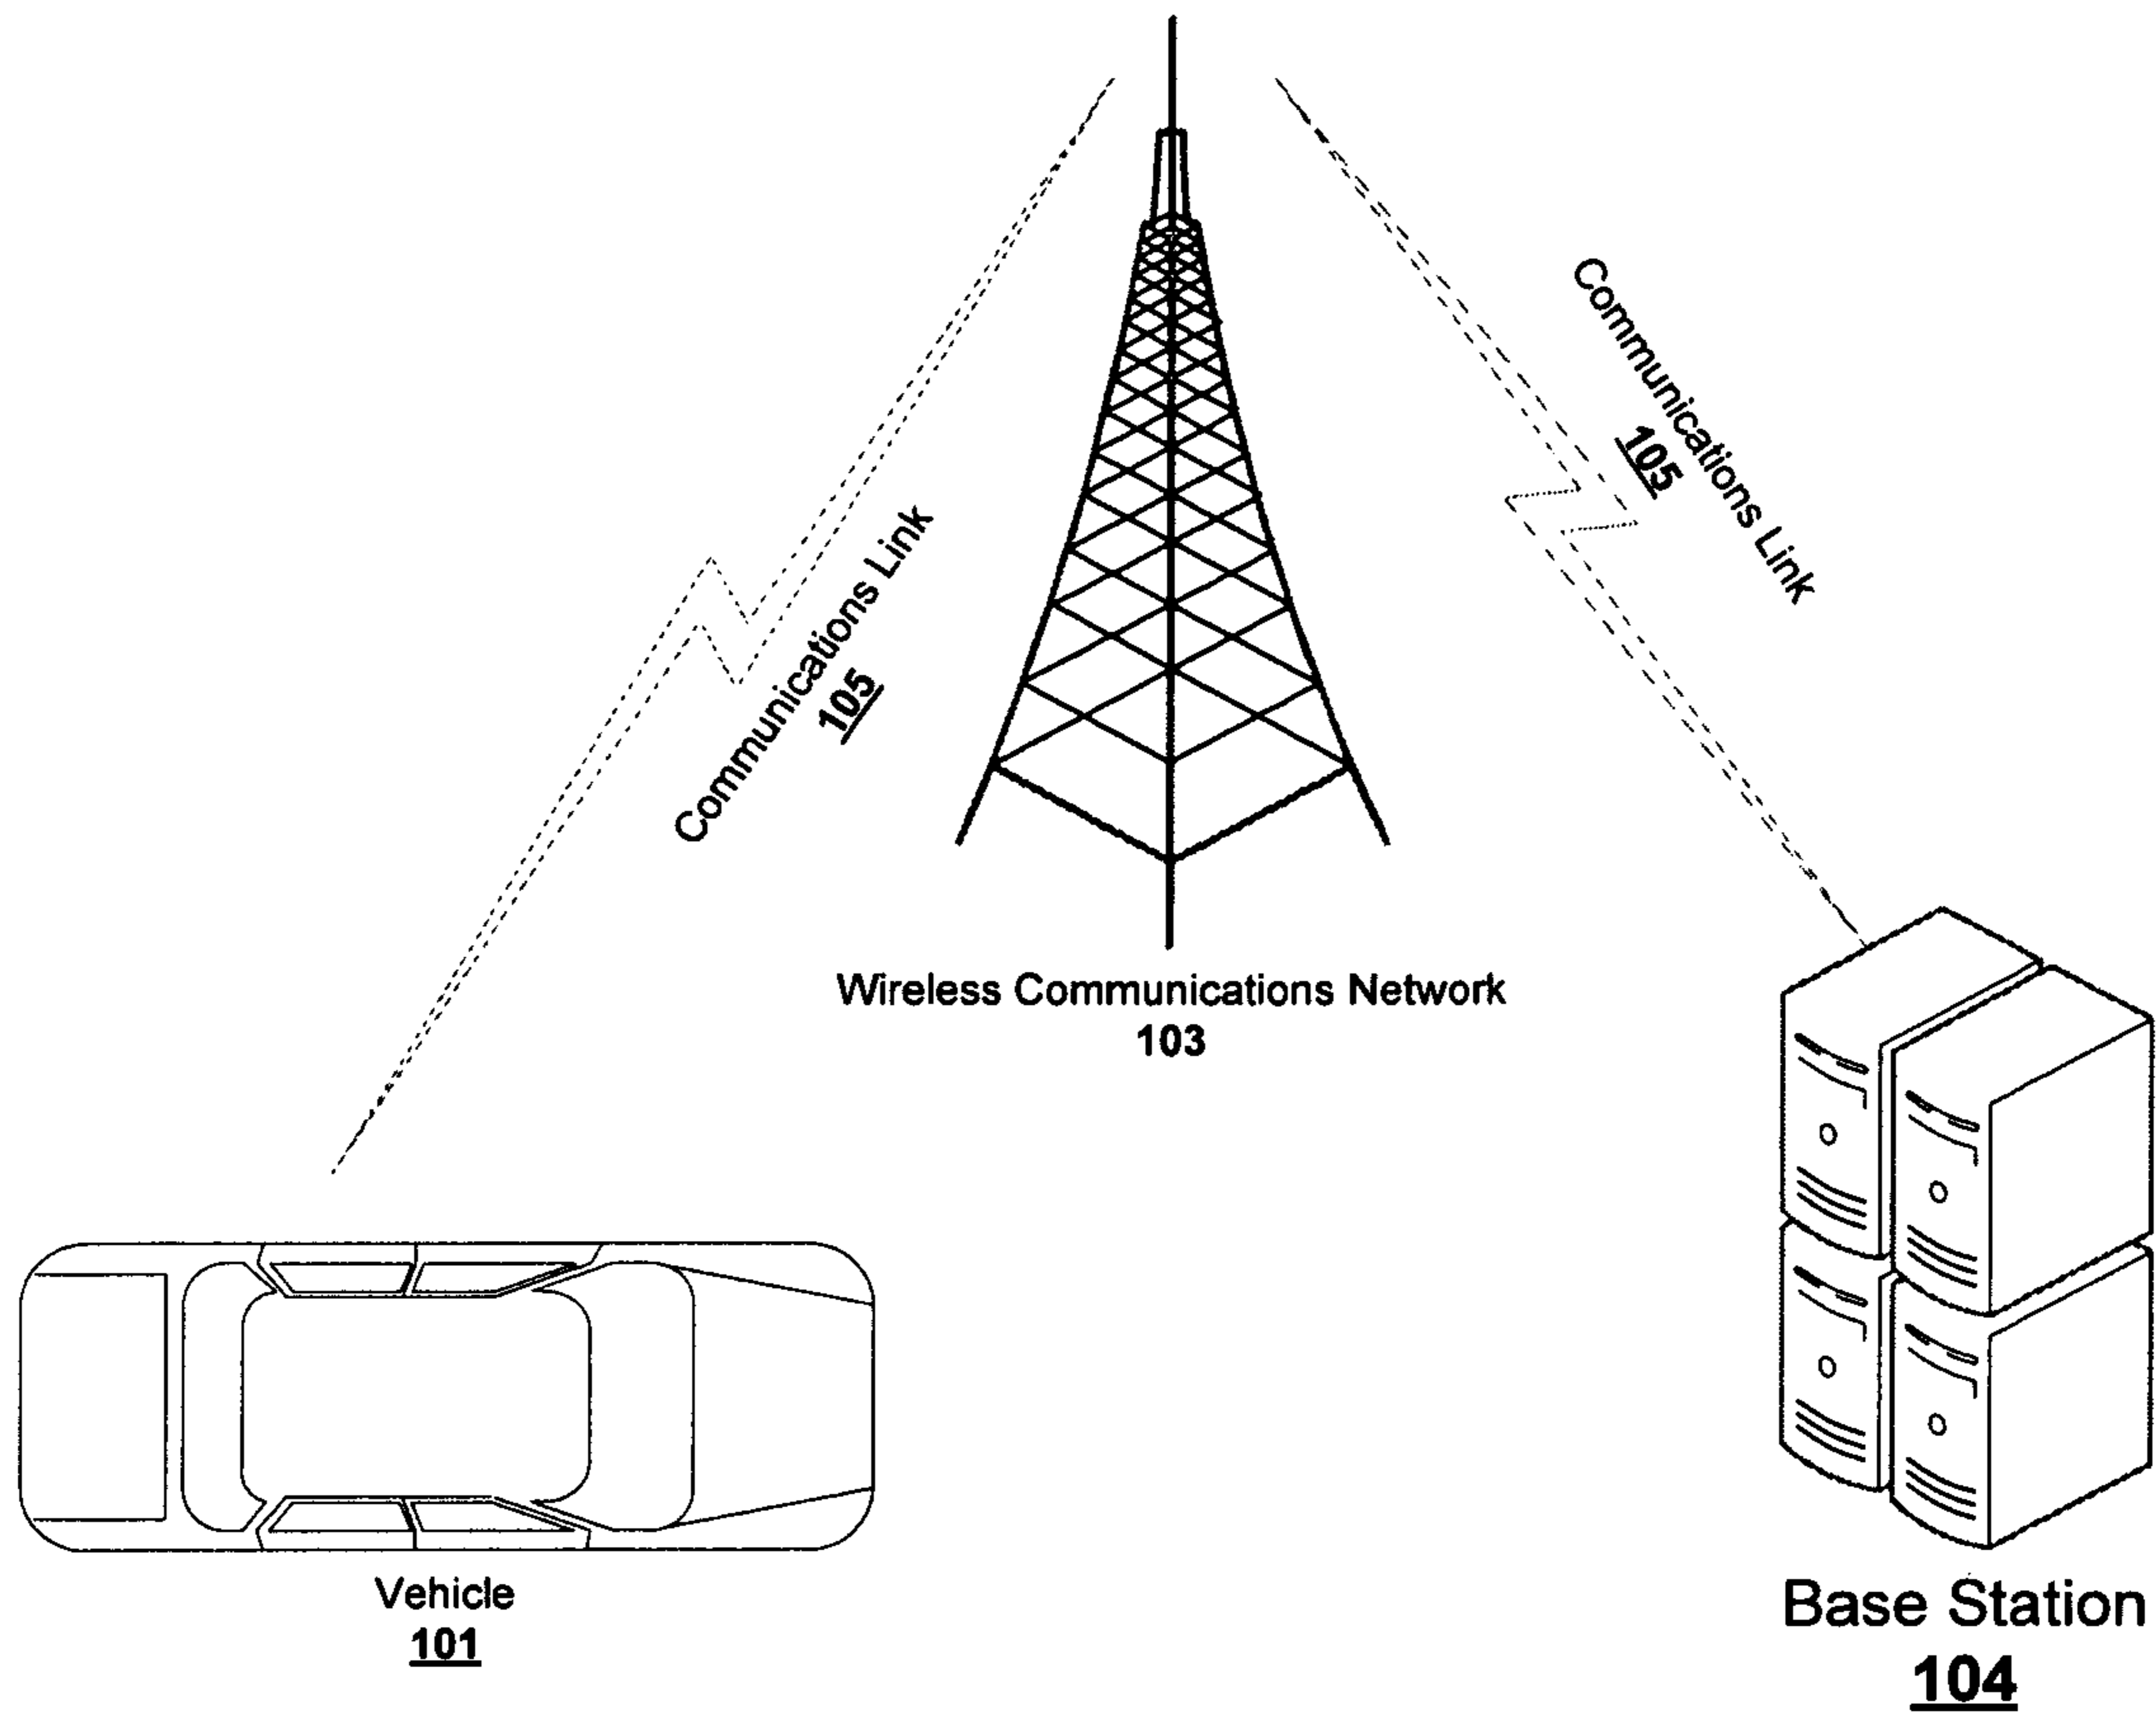 Communications Link
105
Communications Link
105
Wireless Communications Network
103
Vehicle
101
Base Station
104